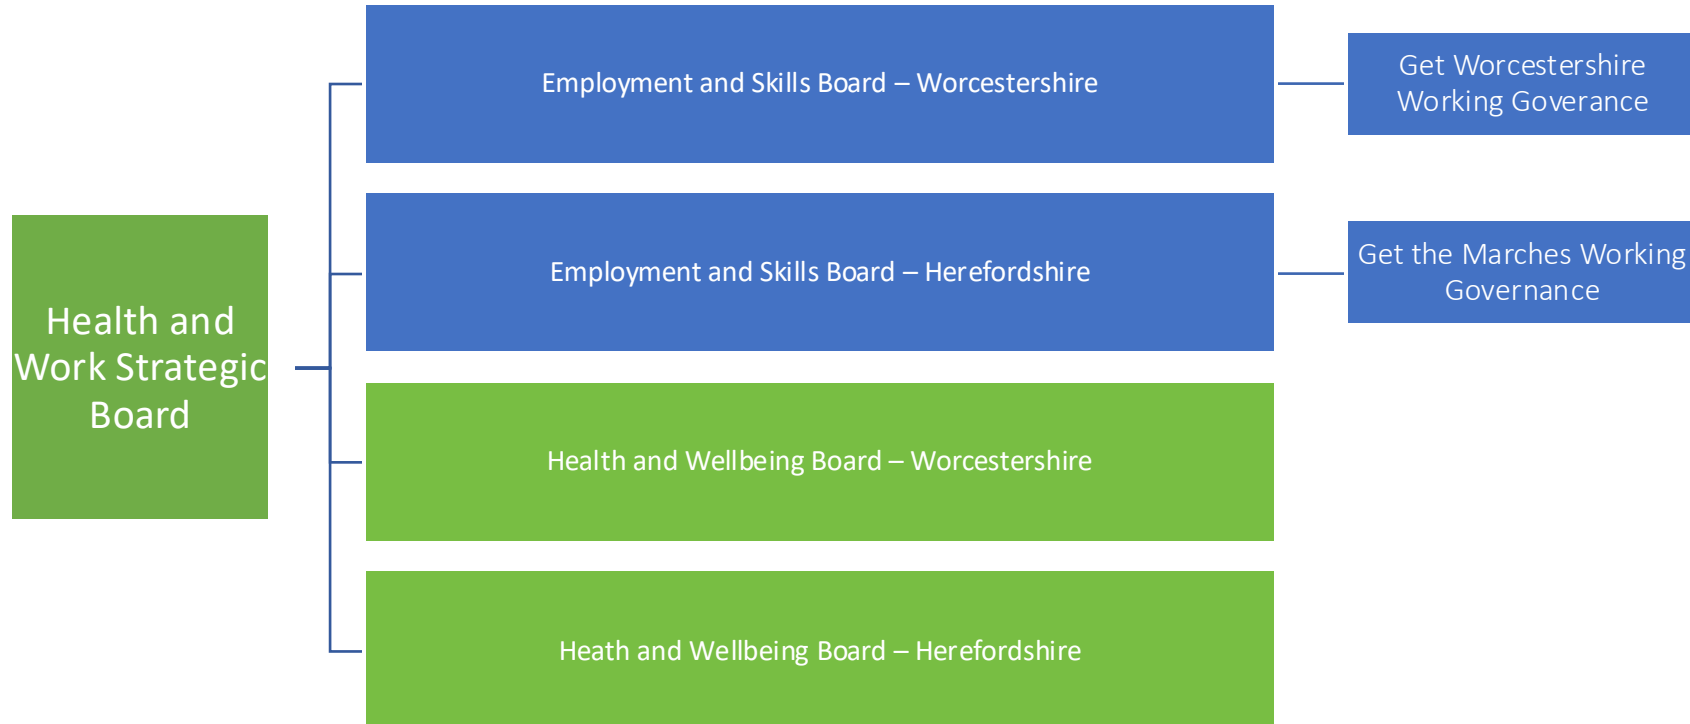 Employment and Skills Board – Worcestershire
Get Worcestershire
Working Goverance
Employment and Skills Board – Herefordshire
Get the Marches Working
Governance
Health and
Work Strategic
Board
Health and Wellbeing Board – Worcestershire
Heath and Wellbeing Board – Herefordshire